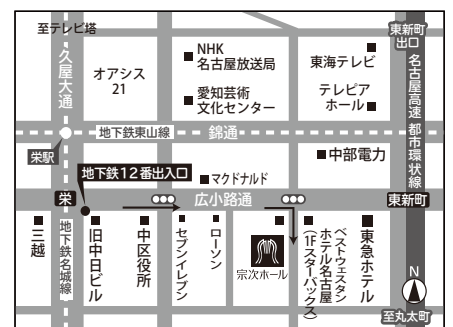 至テレビ塔
東新町
出口
久屋大通
オアシス
21
NHK
名古屋放送局
愛知芸術
文化センター
東海テレビ
テレピア
ホール
名古屋高速 都市環状線
地下鉄東山線
錦通
栄駅
中部電力
地下鉄12番出入口
マクドナルド
栄
広小路通
東新町
三越
地下鉄名城線
旧中日ビル
中区役所
セブンイレブン
ローソン
宗次ホール
ベストウェスタン
ホテル名古屋
(1Fスターバックス)
東急ホテル
N
至丸太町